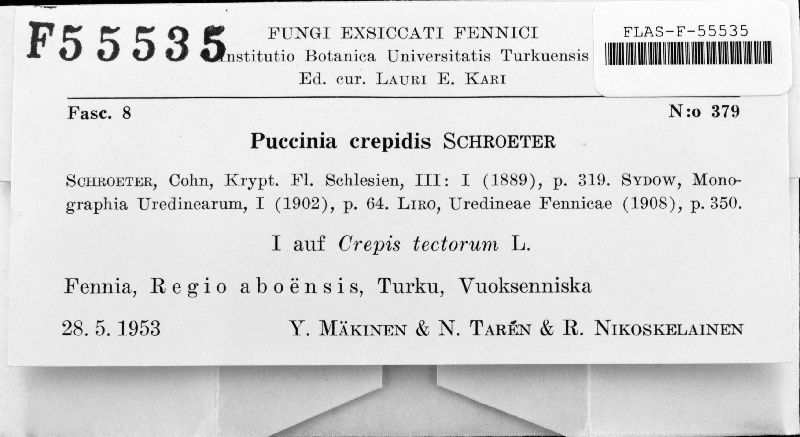 F55535
FUNGI EXSICCATI FENNICI
FLAS-F-55535
Institutio Botanica Universitatis Turkuensis
Ed. cur. LAURI E. KARI
Fasc. 8 N:o 379
Puccinia crepidis SCHROETER
SCHROETER, Cohn, Krypt. Fl. Schlesien, III: I (1889), p. 319. SYDOW, Mono-
graphia Uredinearum, I (1902), p. 64. LIRO, Uredineae Fennicae (1908), p. 350.
I auf Crepis tectorum L.
Fennia, Regio aboënsis, Turku, Vuoksenniska
28. 5. 1953 Y. MÄKINEN & N. TARÉN & R. NIKOSKELAINEN